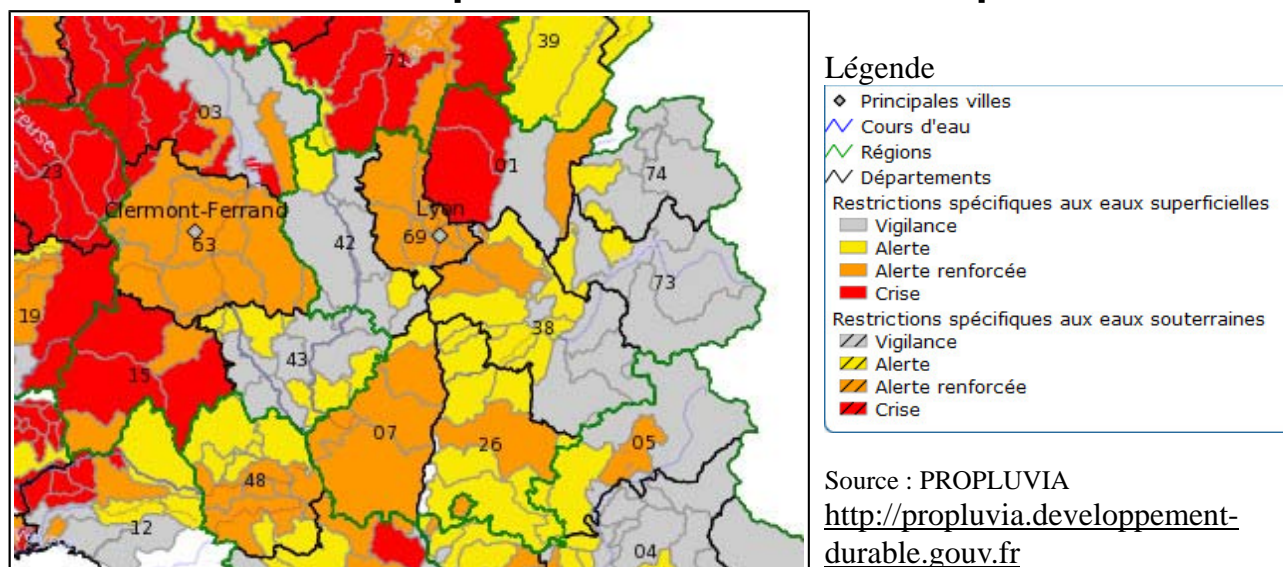 39
71
03
23
01
74
Clermont-Ferrand
Lyon
63
69
42
73
19
38
43
15
07
26
05
48
12
04
Légende
Principales villes
Cours d'eau
Régions
Départements
Restrictions spécifiques aux eaux superficielles
Vigilance
Alerte
Alerte renforcée
Crise
Restrictions spécifiques aux eaux souterraines
Vigilance
Alerte
Alerte renforcée
Crise
Source : PROPLUVIA
http://propluvia.developpement-
durable.gouv.fr